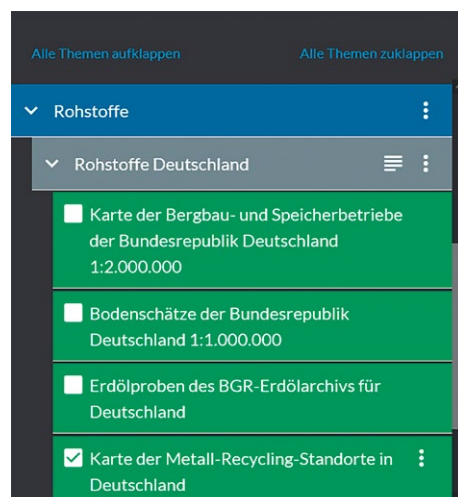 Alle Themen aufklappen Alle Themen zuklappen
Rohstoffe
Rohstoffe Deutschland
Karte der Bergbau- und Speicherbetriebe
der Bundesrepublik Deutschland
1:2.000.000
Bodenschätze der Bundesrepublik
Deutschland 1:1.000.000
Erdölproben des BGR-Erdölarchivs für
Deutschland
Karte der Metall-Recycling-Standorte in
Deutschland